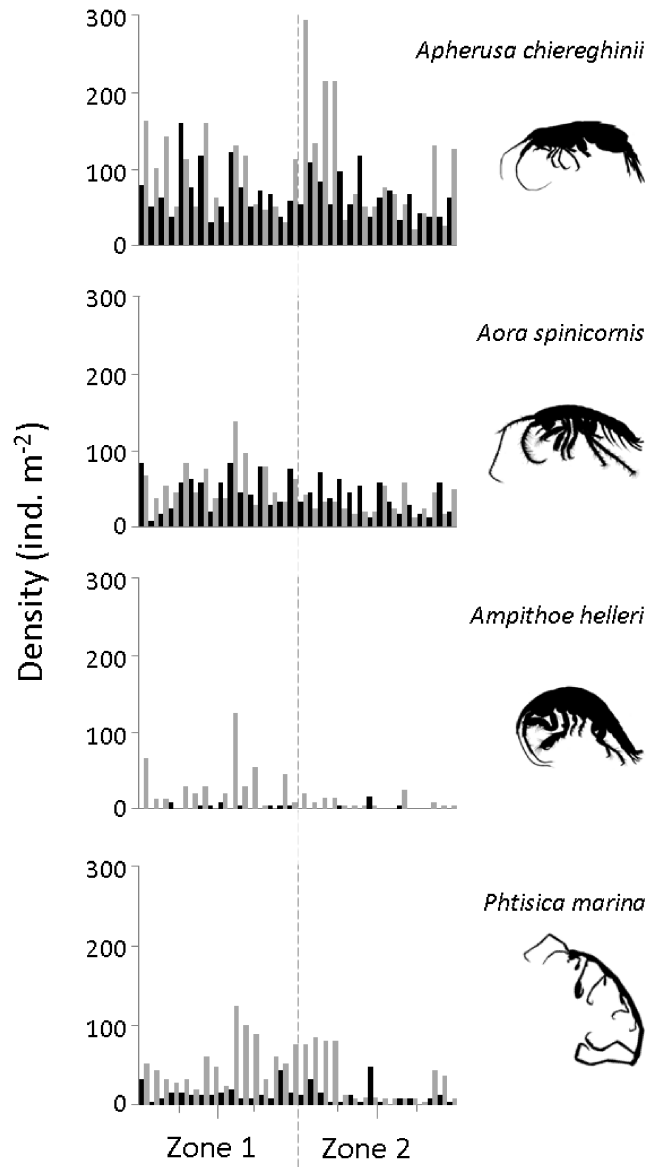 300
Apherusa chiereghinii
200
100
0
300
Aora spinicornis
200
100
0
Density (ind. m-2)
300
Ampithoe helleri
200
100
0
300
Phtisica marina
200
100
0
Zone 1 Zone 2